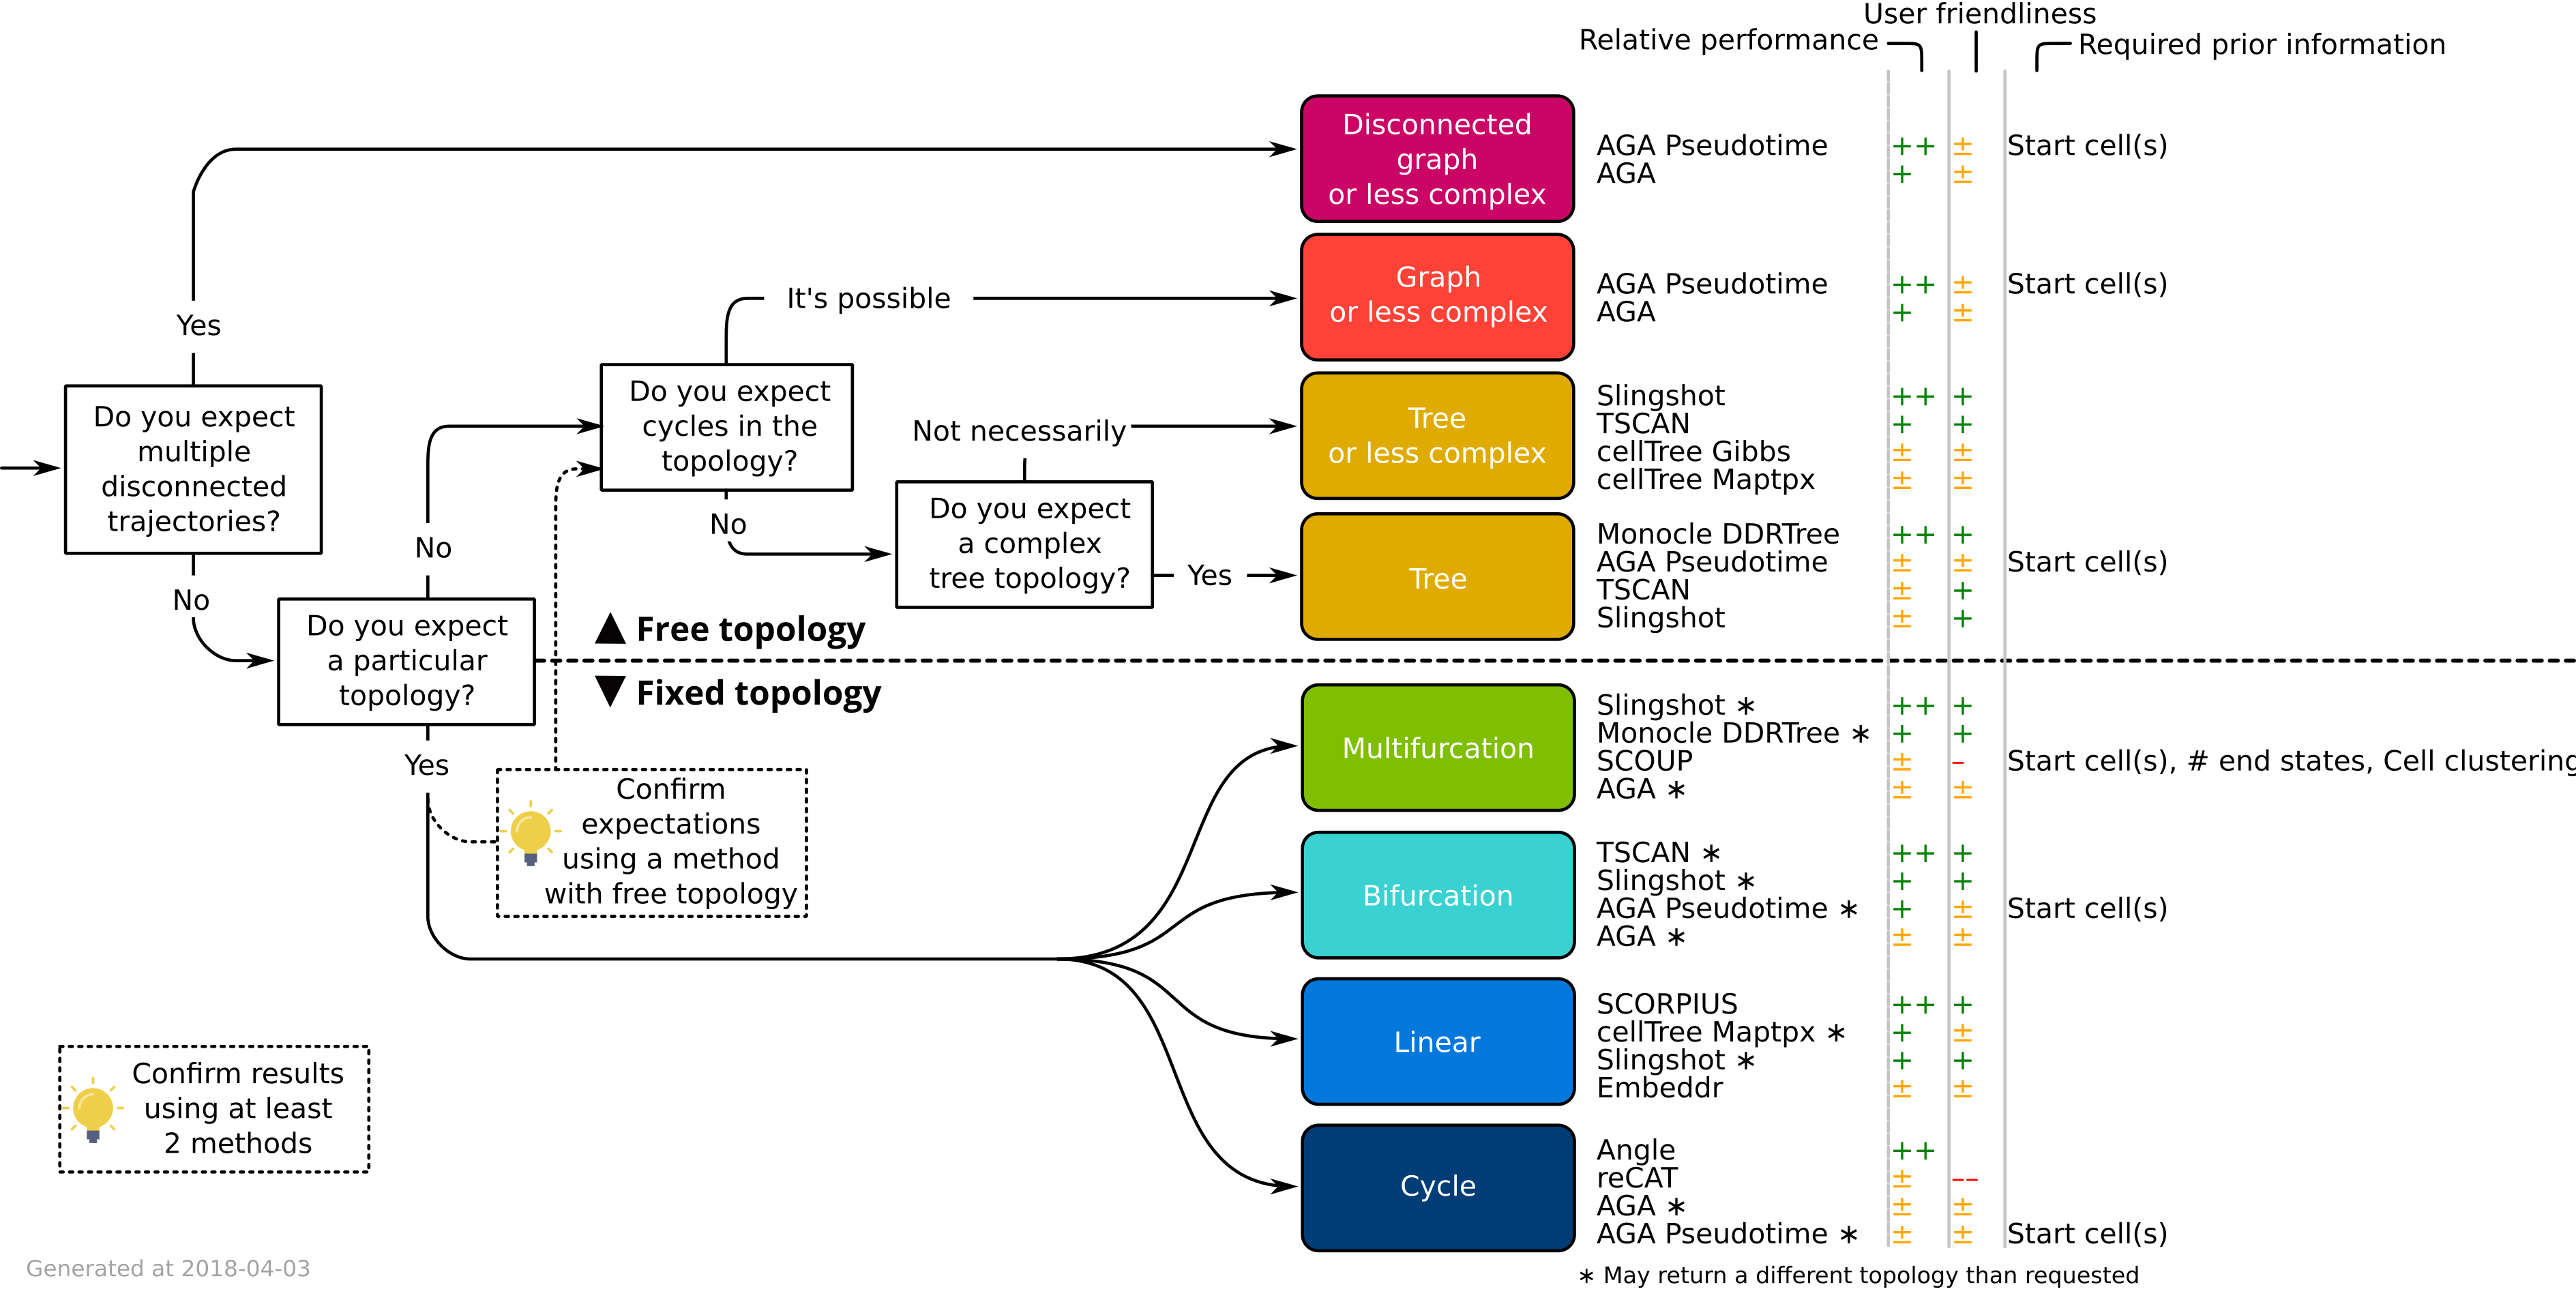 User friendliness
Relative performance
Required prior information
Disconnected
graph
or less complex
AGA Pseudotime ++ ± Start cell(s)
AGA + ±
Graph
or less complex
AGA Pseudotime ++ ± Start cell(s)
AGA + ±
It's possible
Yes
Do you expect
multiple
disconnected
trajectories?
No
Do you expect
a particular
topology?
No
Do you expect
cycles in the
topology?
No
Do you expect
a complex
tree topology?
Not necessarily
Yes
Tree
or less complex
Slingshot ++ +
TSCAN + +
cellTree Gibbs ± ±
cellTree Maptpx ± ±
Tree
Monocle DDRTree ++ +
AGA Pseudotime ± ± Start cell(s)
TSCAN ± +
Slingshot ± +
▲ Free topology
▼ Fixed topology
Yes
Confirm
expectations
using a method
with free topology
Multifurcation
Slingshot ∗ ++ +
Monocle DDRTree ∗ + +
SCOUP ± - Start cell(s), # end states, Cell clustering
AGA ∗ ± ±
Bifurcation
TSCAN ∗ ++ +
Slingshot ∗ + +
AGA Pseudotime ∗ + ± Start cell(s)
AGA ∗ ± ±
Linear
SCORPIUS ++ +
cellTree Maptpx ∗ + ±
Slingshot ∗ + +
Embeddr ± ±
Cycle
Angle ++
reCAT ± --
AGA ∗ ± ±
AGA Pseudotime ∗ ± ± Start cell(s)
Confirm results
using at least
2 methods
Generated at 2018-04-03
∗ May return a different topology than requested